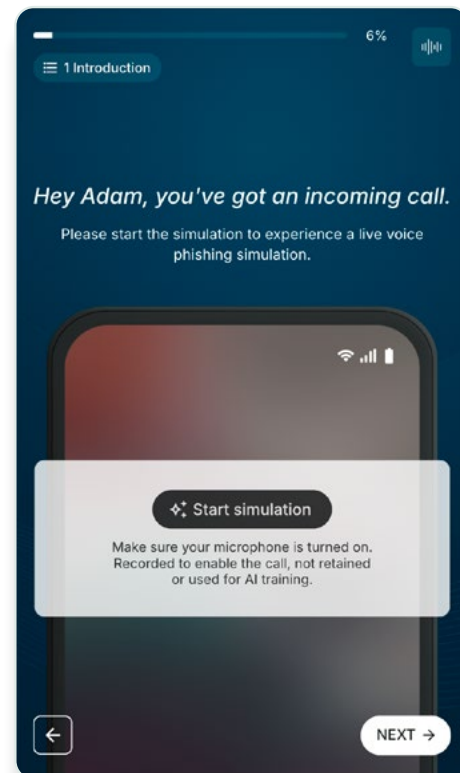 6%
1 Introduction
Hey Adam, you've got an incoming call.
Please start the simulation to experience a live voice
phishing simulation.
Start simulation
Make sure your microphone is turned on.
Recorded to enable the call, not retained
or used for AI training.
NEXT